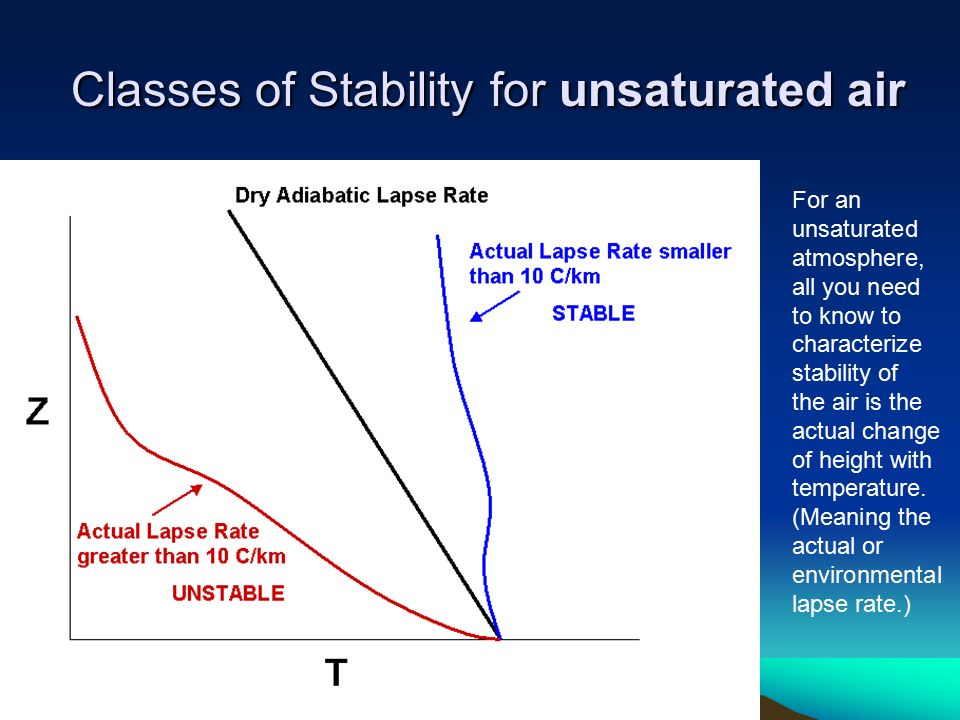 Classes of Stability for unsaturated air
Dry Adiabatic Lapse Rate
Actual Lapse Rate smaller
than 10 C/km
STABLE
Z
Actual Lapse Rate
greater than 10 C/km
UNSTABLE
T
For an
unsaturated
atmosphere,
all you need
to know to
characterize
stability of
the air is the
actual change
of height with
temperature.
(Meaning the
actual or
environmental
lapse rate.)